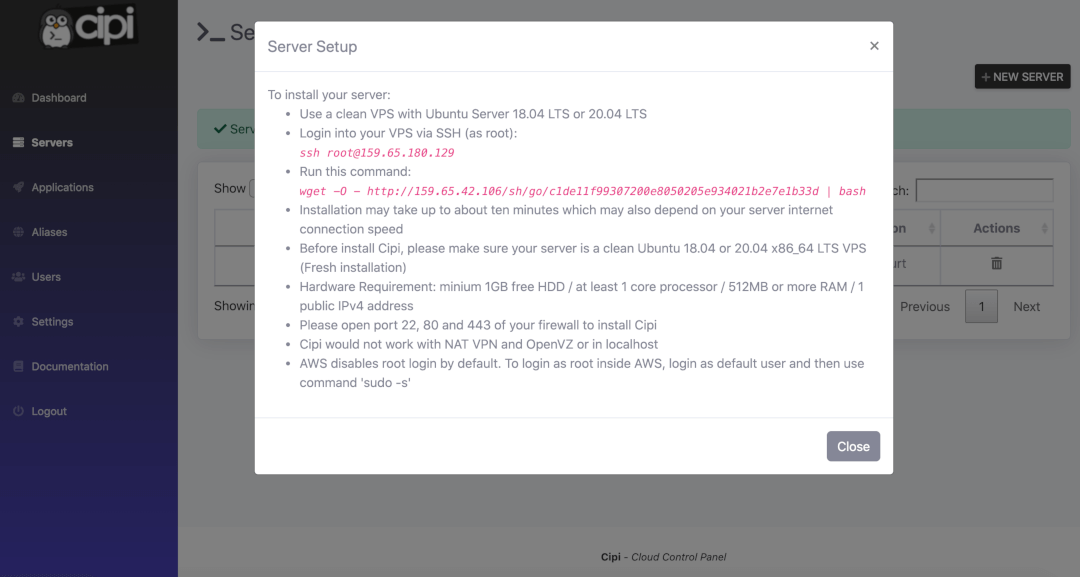 cipi
Dashboard
Servers
Applications
Aliases
Users
Settings
Documentation
Logout
Server Setup
×
To install your server:
• Use a clean VPS with Ubuntu Server 18.04 LTS or 20.04 LTS
• Login into your VPS via SSH (as root):
ssh root@159.65.180.129
• Run this command:
wget -O - http://159.65.42.106/sh/go/c1de11f99307200e8050205e934021b2e7e1b33d | bash
• Installation may take up to about ten minutes which may also depend on your server internet
connection speed
• Before install Cipi, please make sure your server is a clean Ubuntu 18.04 or 20.04 x86_64 LTS VPS
(Fresh installation)
• Hardware Requirement: minium 1GB free HDD / at least 1 core processor / 512MB or more RAM / 1
public IPv4 address
• Please open port 22, 80 and 443 of your firewall to install Cipi
• Cipi would not work with NAT VPN and OpenVZ or in localhost
• AWS disables root login by default. To login as root inside AWS, login as default user and then use
command 'sudo -s'
Close
+ NEW SERVER
Show
Actions
Previous 1 Next
Cipi - Cloud Control Panel